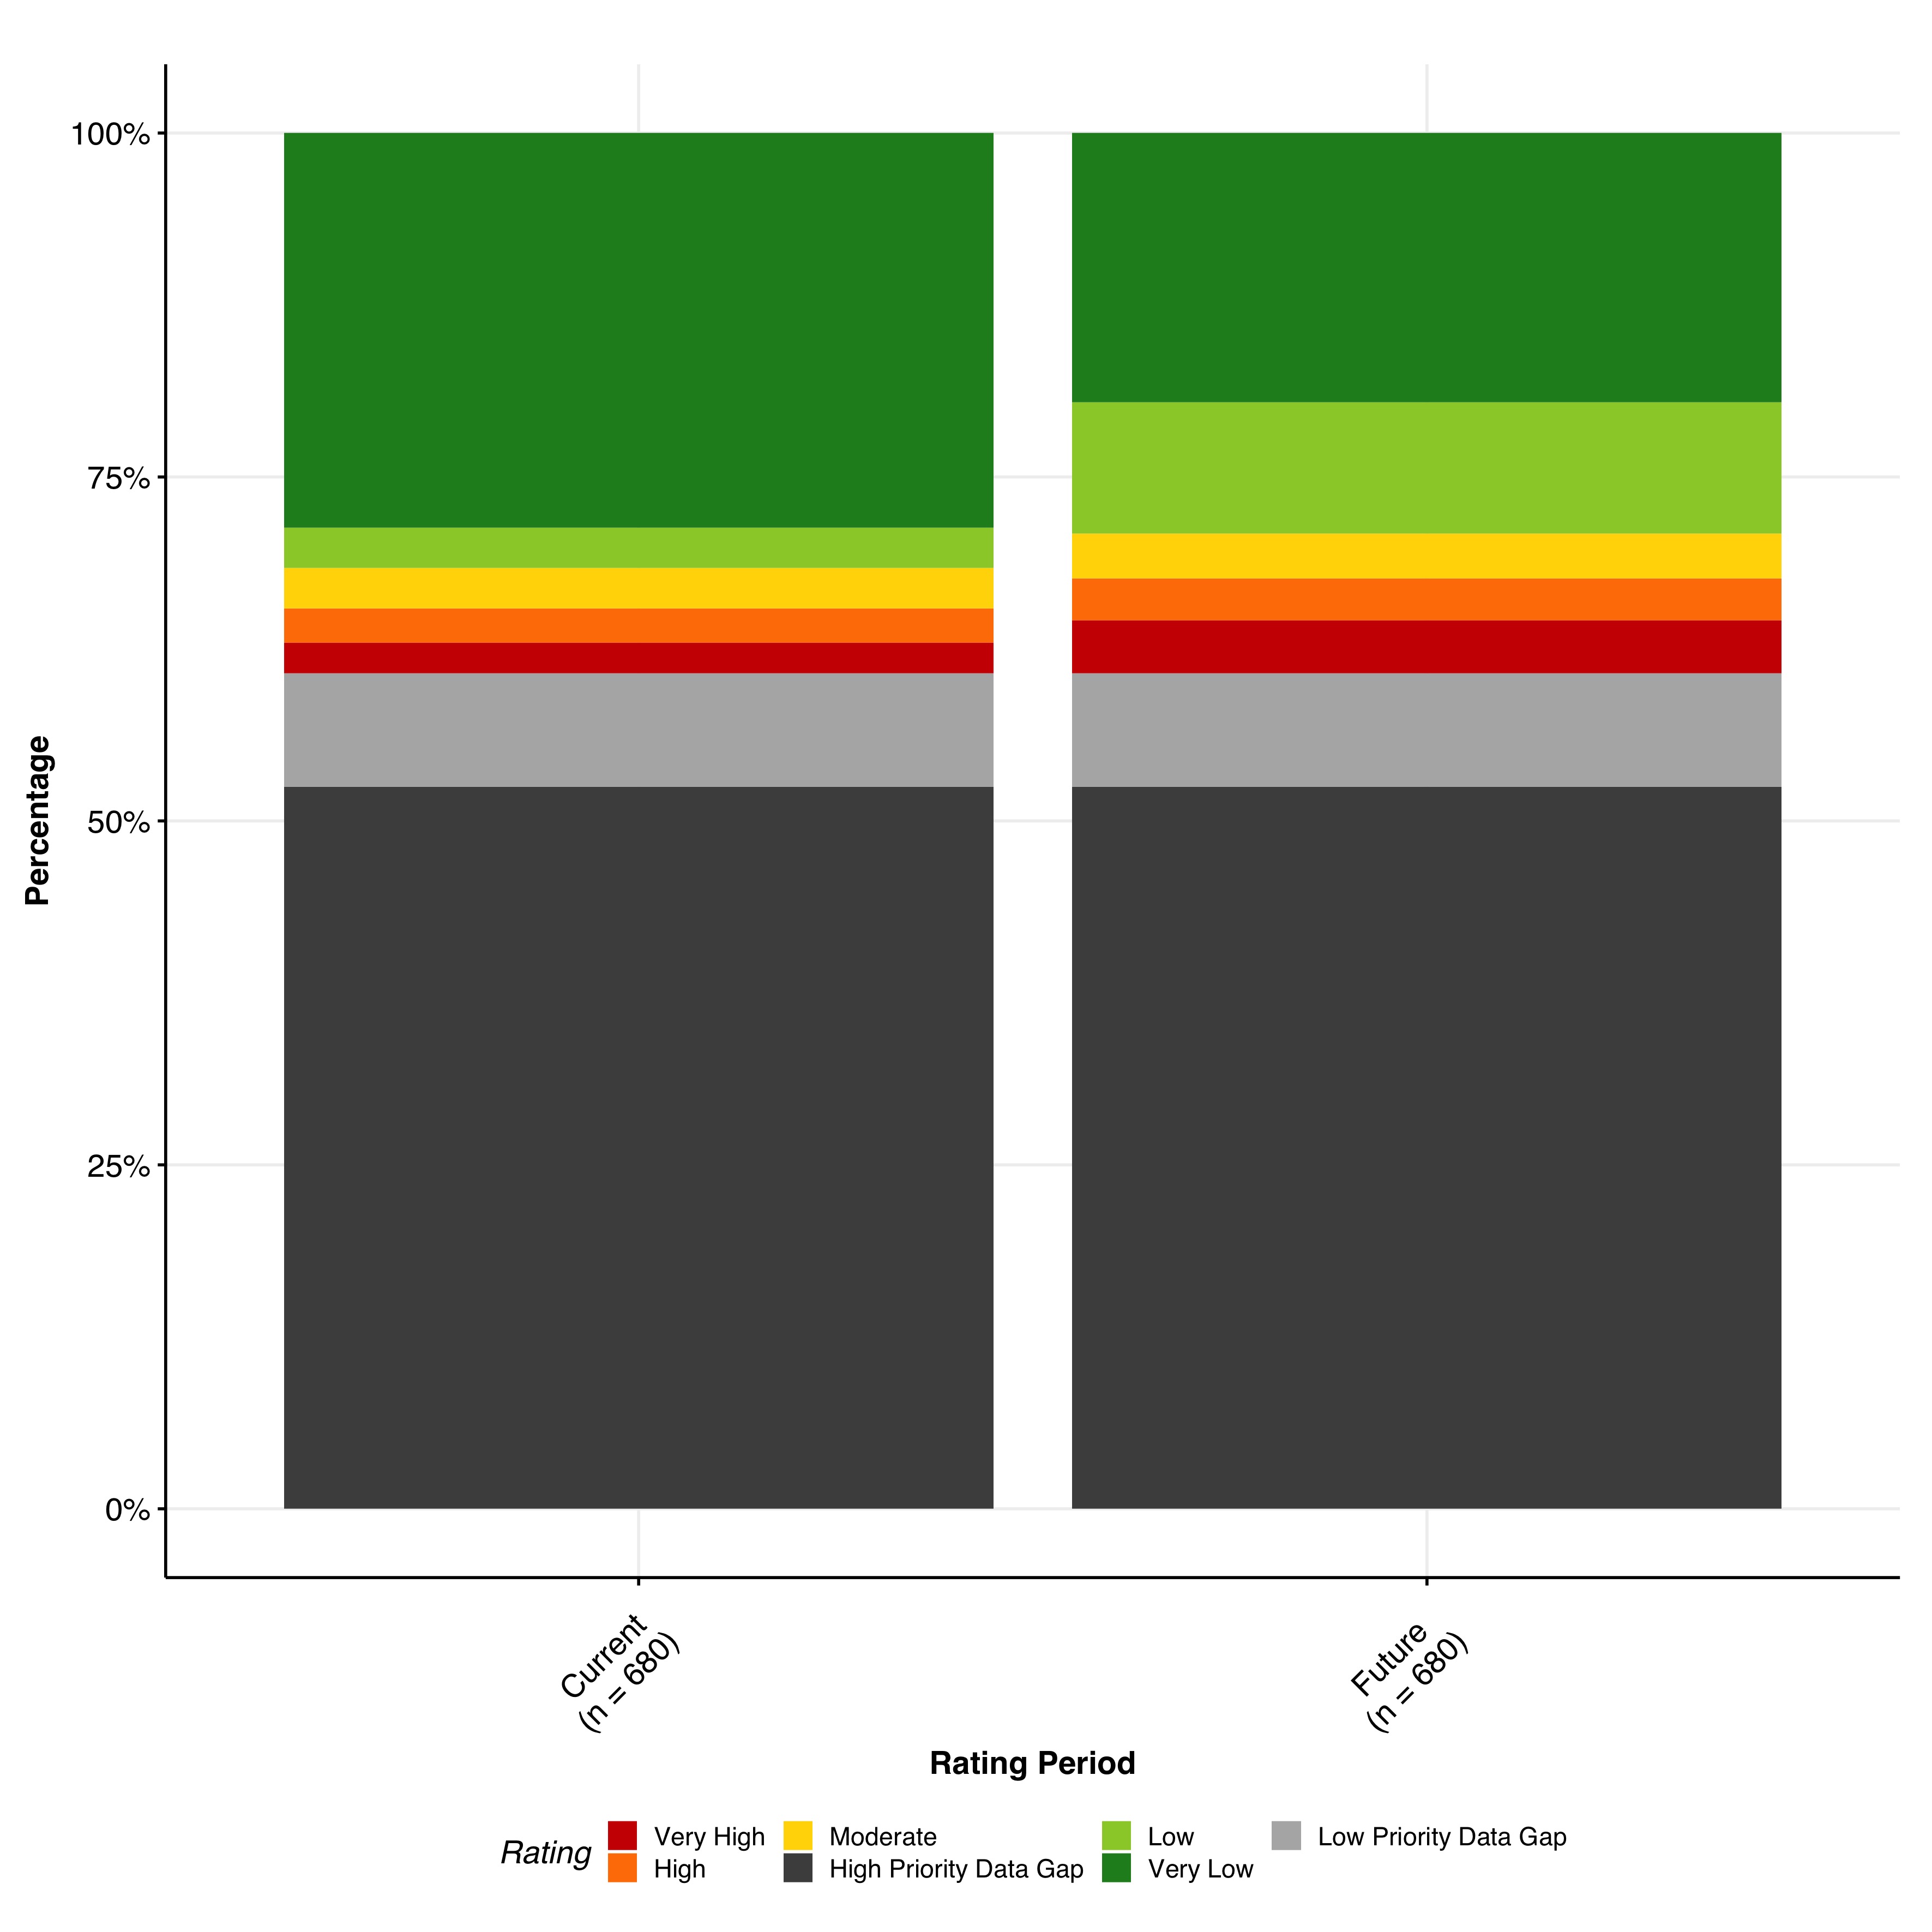 100%
75%
50%
25%
0%
Percentage
Current
(n = 680)
Future
(n = 680)
Rating Period
Rating
Very High
Moderate
Low
Low Priority Data Gap
High
High Priority Data Gap
Very Low